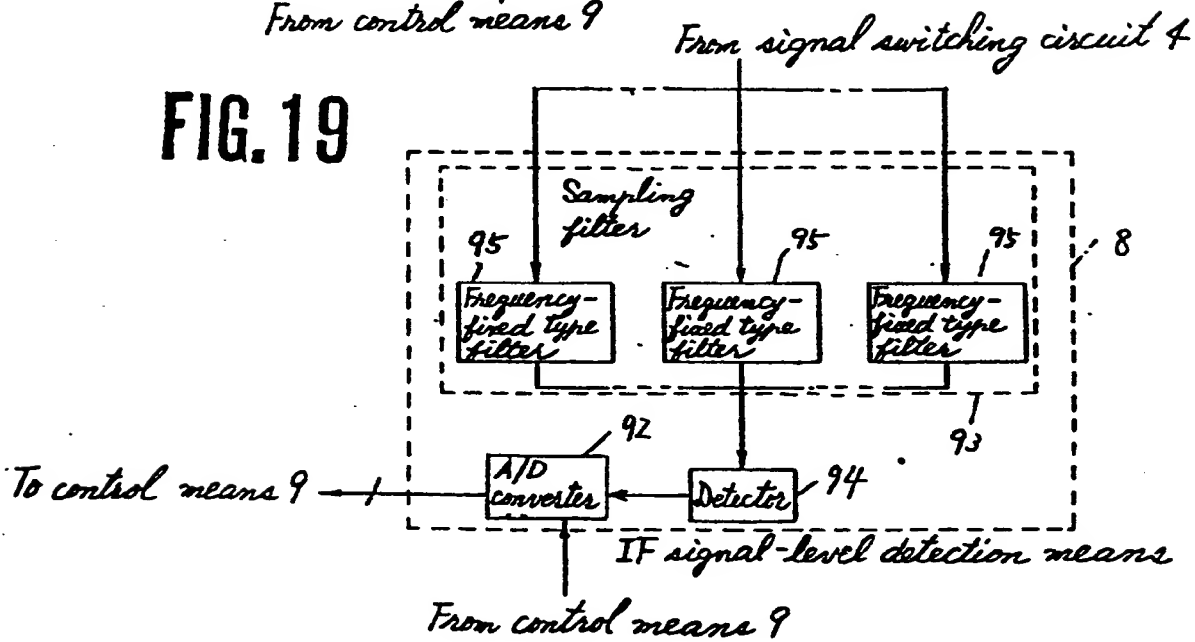 From control means 9
From signal switching circuit 4
FIG. 19
Sampling
filter
8
95
95
95
Frequency-
fixed type
filter
Frequency-
fixed type
filter
Frequency-
fixed type
filter
93
92
To control means 9
A/D
converter
Detector
94
IF signal-level detection means
From control means 9